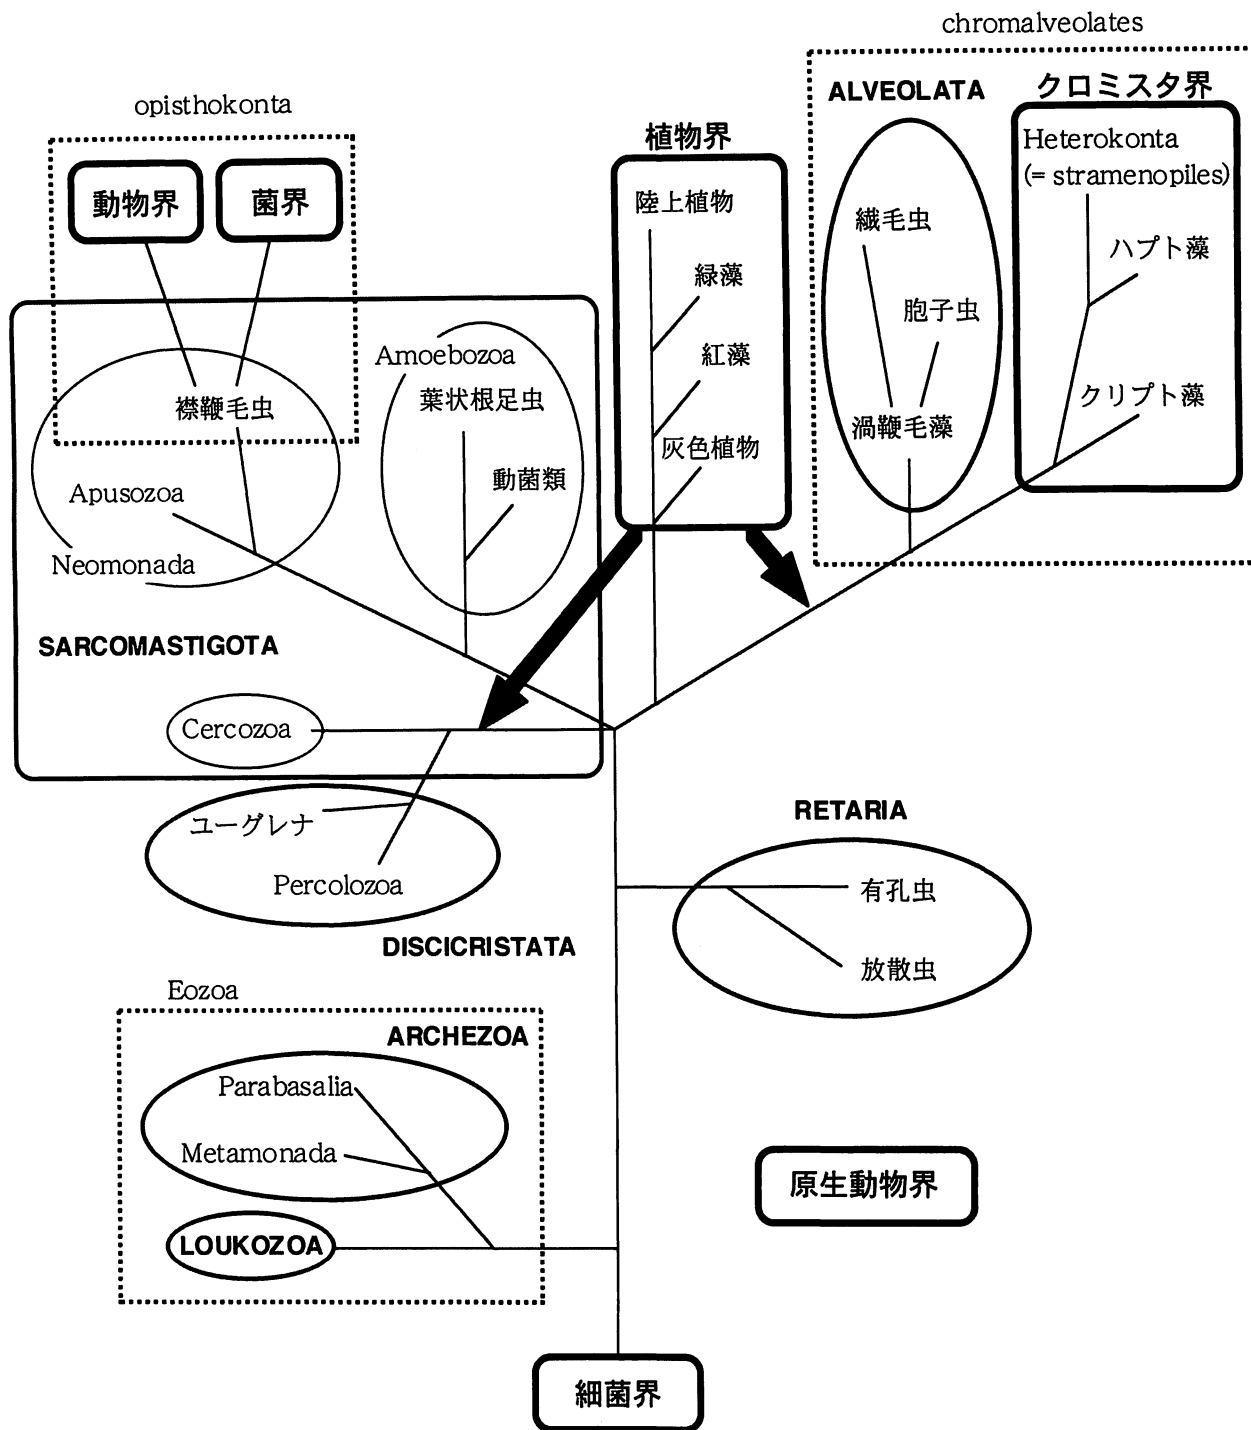 chromalveolates
opisthokonta
ALVEOLATA
クロミスタ界
植物界
Heterokonta
(= stramenopiles)
動物界
菌界
陸上植物
繊毛虫
ハプト藻
緑藻
胞子虫
Amoebozoa
紅藻
葉状根足虫
襟鞭毛虫
クリプト藻
渦鞭毛藻
灰色植物
動菌類
Apusozoa
Neomonada
SARCOMASTIGOTA
Cercozoa
ユーグレナ
RETARIA
Percolozoa
有孔虫
DISCICRISTATA
放散虫
Eozoa
ARCHEZOA
Parabasalia
Metamonada
原生動物界
LOUKOZOA
細菌界